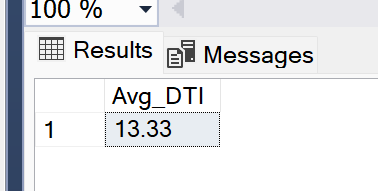 100 %
Results Messages
Avg_DTI
1 13.33